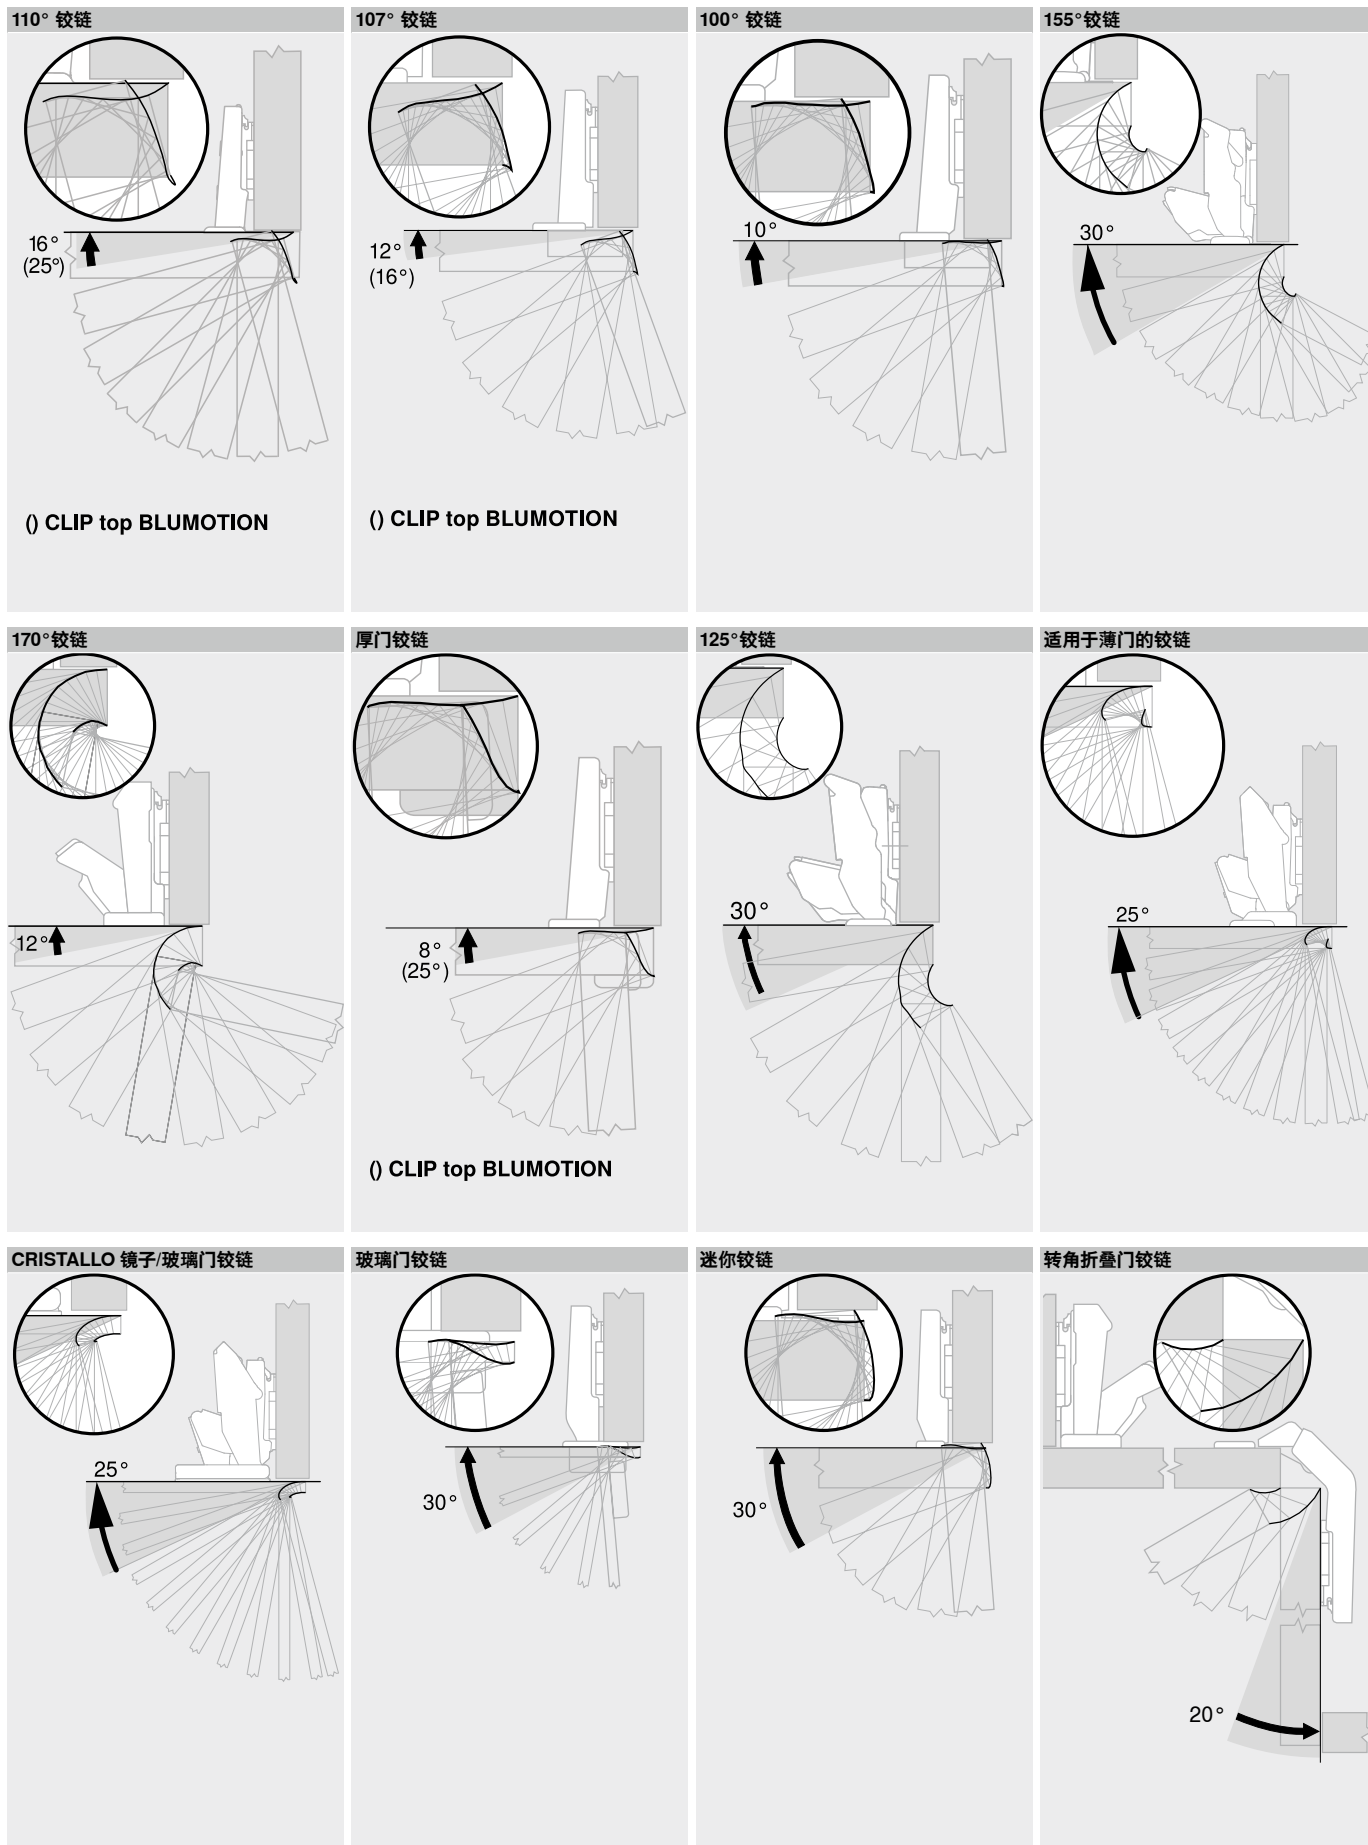 110° 铰链
107° 铰链
100° 铰链
155°铰链
16°
(25°)
12°
(16°)
10°
30°
() CLIP top BLUMOTION
() CLIP top BLUMOTION
170°铰链
厚门铰链
125°铰链
适用于薄门的铰链
12°
8°
(25°)
30°
25°
() CLIP top BLUMOTION
CRISTALLO 镜子/玻璃门铰链
玻璃门铰链
迷你铰链
转角折叠门铰链
25°
30°
30°
20°